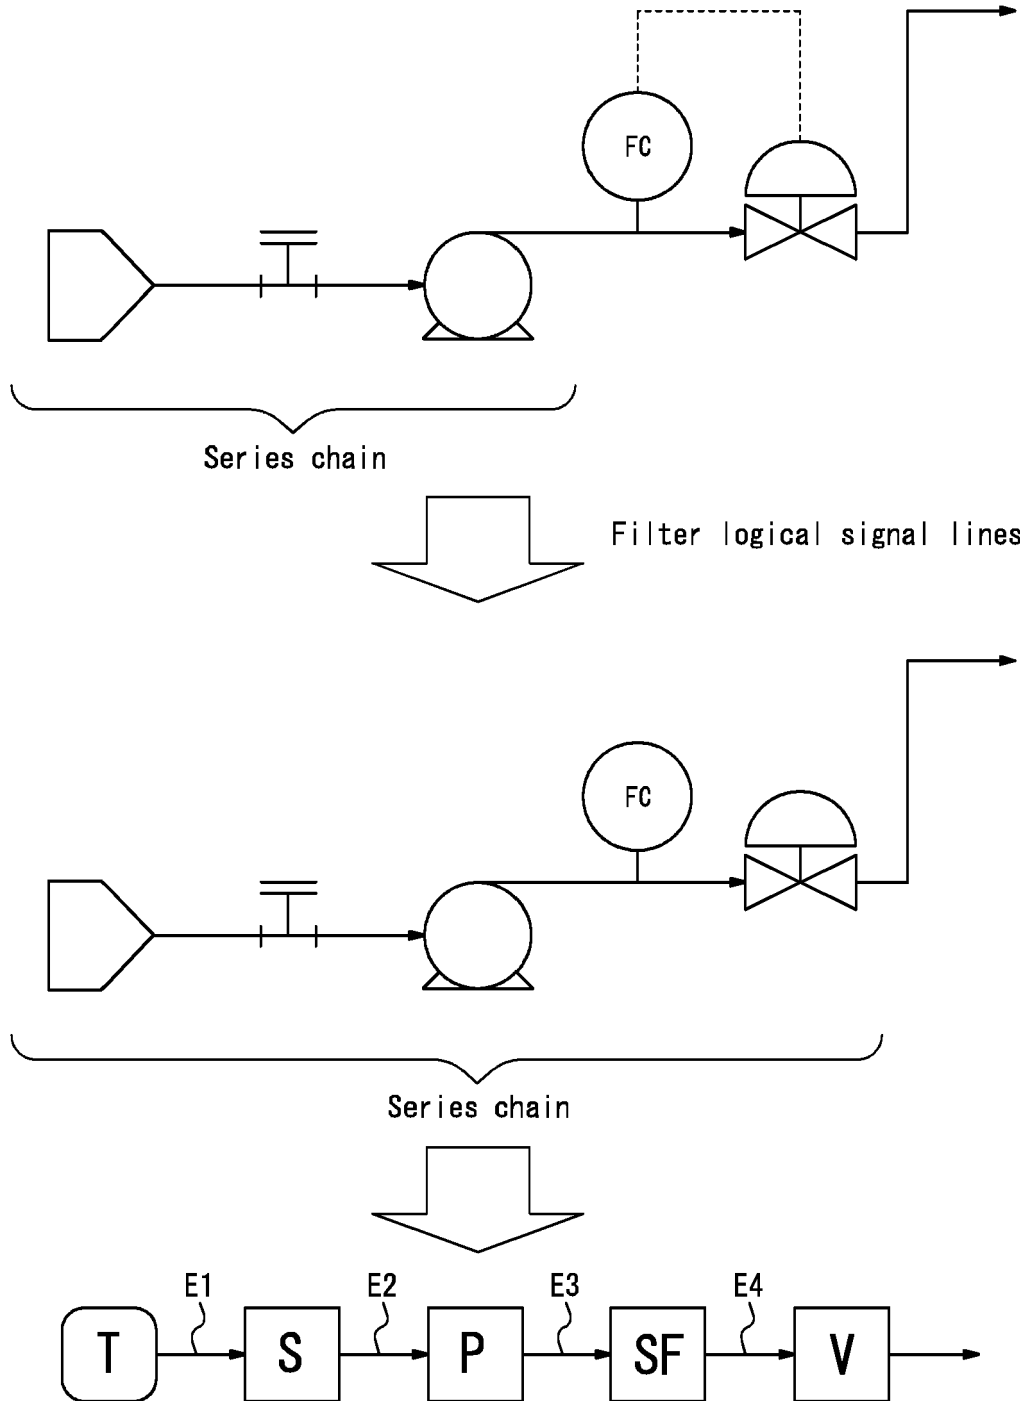 FC
Series chain
Filter logical signal lines
FC
Series chain
E1 E2 E3 E4
T S P SF V